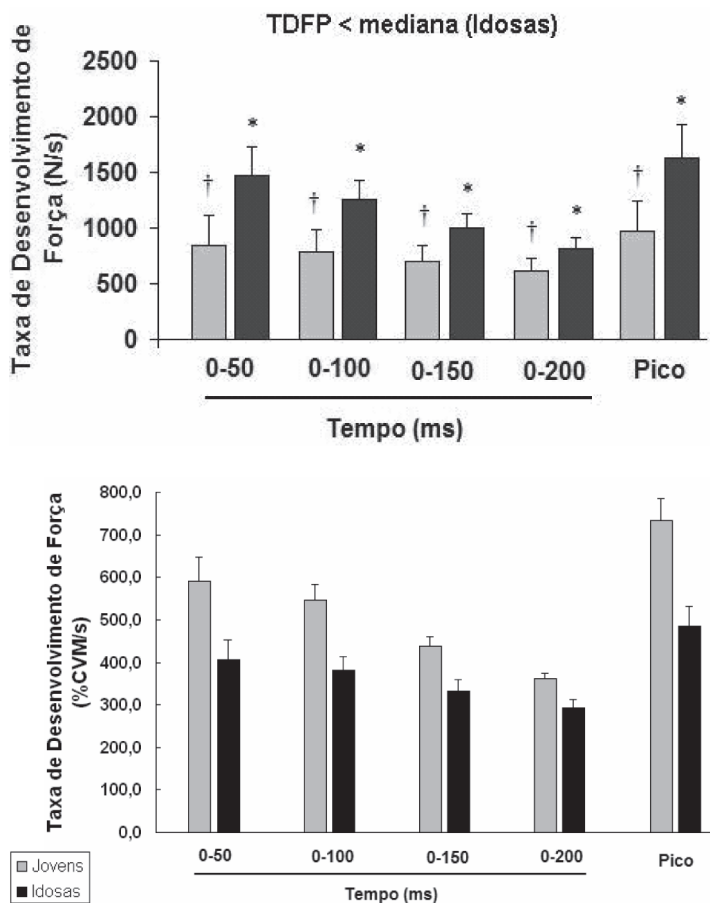 TDFP < mediana (Idosas)
Taxa de Desenvolvimento de
Força (N/s)
2500
2000
1500
1000
500
0
†
*
†
*
†
*
†
*
†
*
0-50 0-100 0-150 0-200 Pico
Tempo (ms)
Taxa de Desenvolvimento de Força
(%CVM/s)
800,0
700,0
600,0
500,0
400,0
300,0
200,0
100,0
0,0
0-50 0-100 0-150 0-200 Pico
Tempo (ms)
Jovens
Idosas